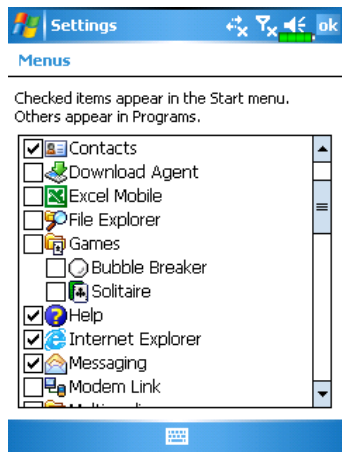 Settings
ok
Menus
Checked items appear in the Start menu.
Others appear in Programs.
Contacts
Download Agent
Excel Mobile
File Explorer
Games
Bubble Breaker
Solitaire
Help
Internet Explorer
Messaging
Modem Link